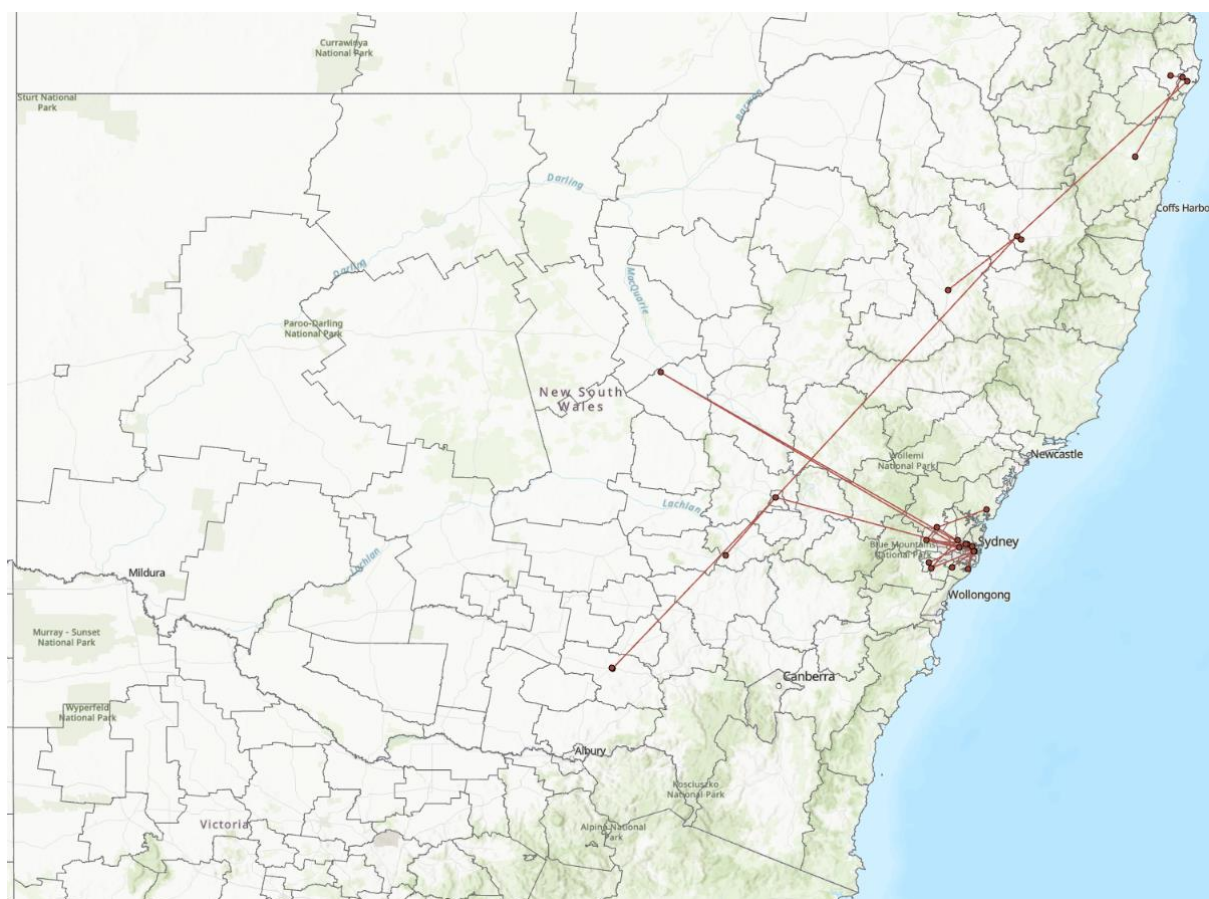 Currawinya
National Park
Sturt National
Park
Barwon
Darling
Coffs Harbo
Darling
MacQuarie
Paroo-Darling
National Park
New South
Wales
Wollemi
National Park
Newcastle
Lachlan
Blue Mountains
National Park
Sydney
Lachlan
Mildura
Wollongong
Murray - Sunset
National Park
Canberra
Wyperfeld
National Park
Albury
Kosciuszko
National Park
Victoria
Alpine National
Park